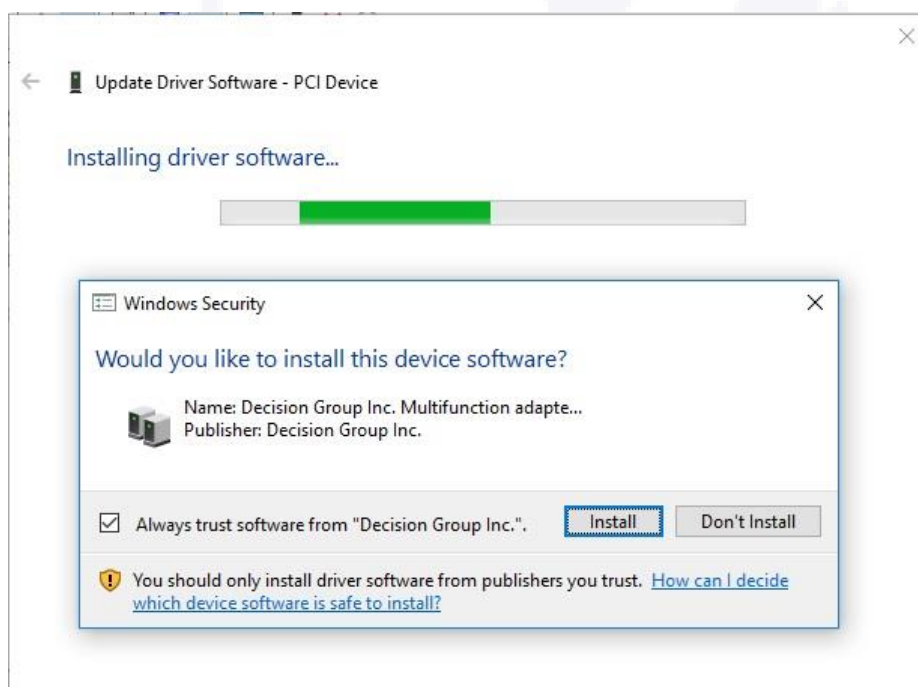 Update Driver Software - PCI Device
Installing driver software...
Windows Security
Would you like to install this device software?
Name: Decision Group Inc. Multifunction adapte...
Publisher: Decision Group Inc.
Always trust software from "Decision Group Inc.".
Install
Don't Install
You should only install driver software from publishers you trust. How can I decide
which device software is safe to install?